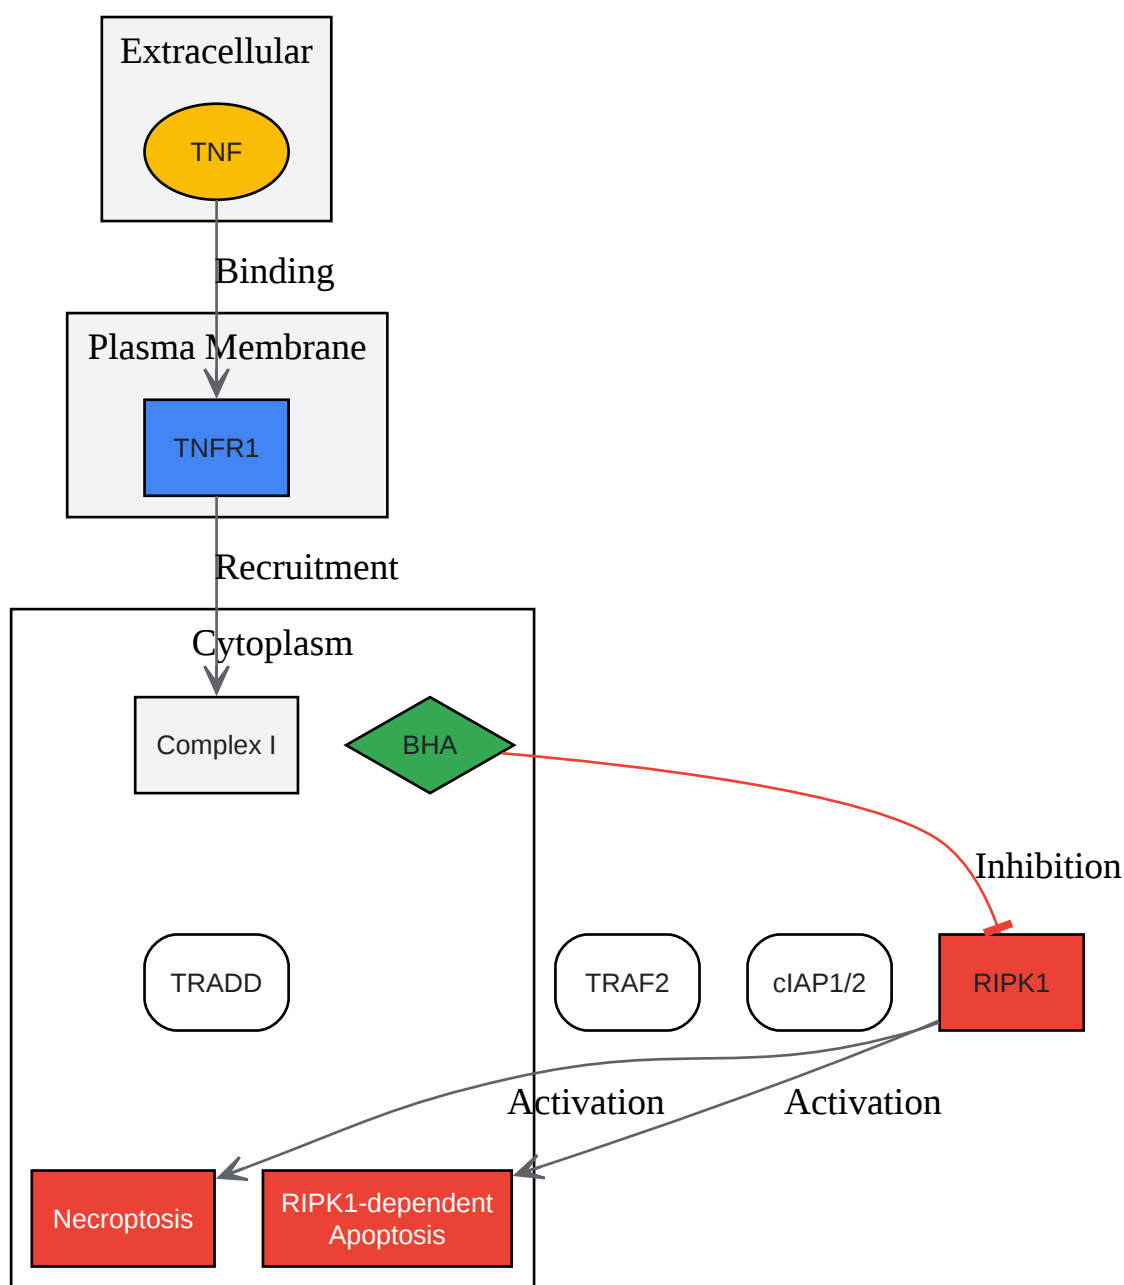 Extracellular
TNF
Binding
Plasma Membrane
TNFR1
Recruitment
Cytoplasm
Complex I
BHA
Inhibition
TRADD
TRAF2
cIAP1/2
RIPK1
Activation
Activation
Necroptosis
RIPK1-dependent
Apoptosis